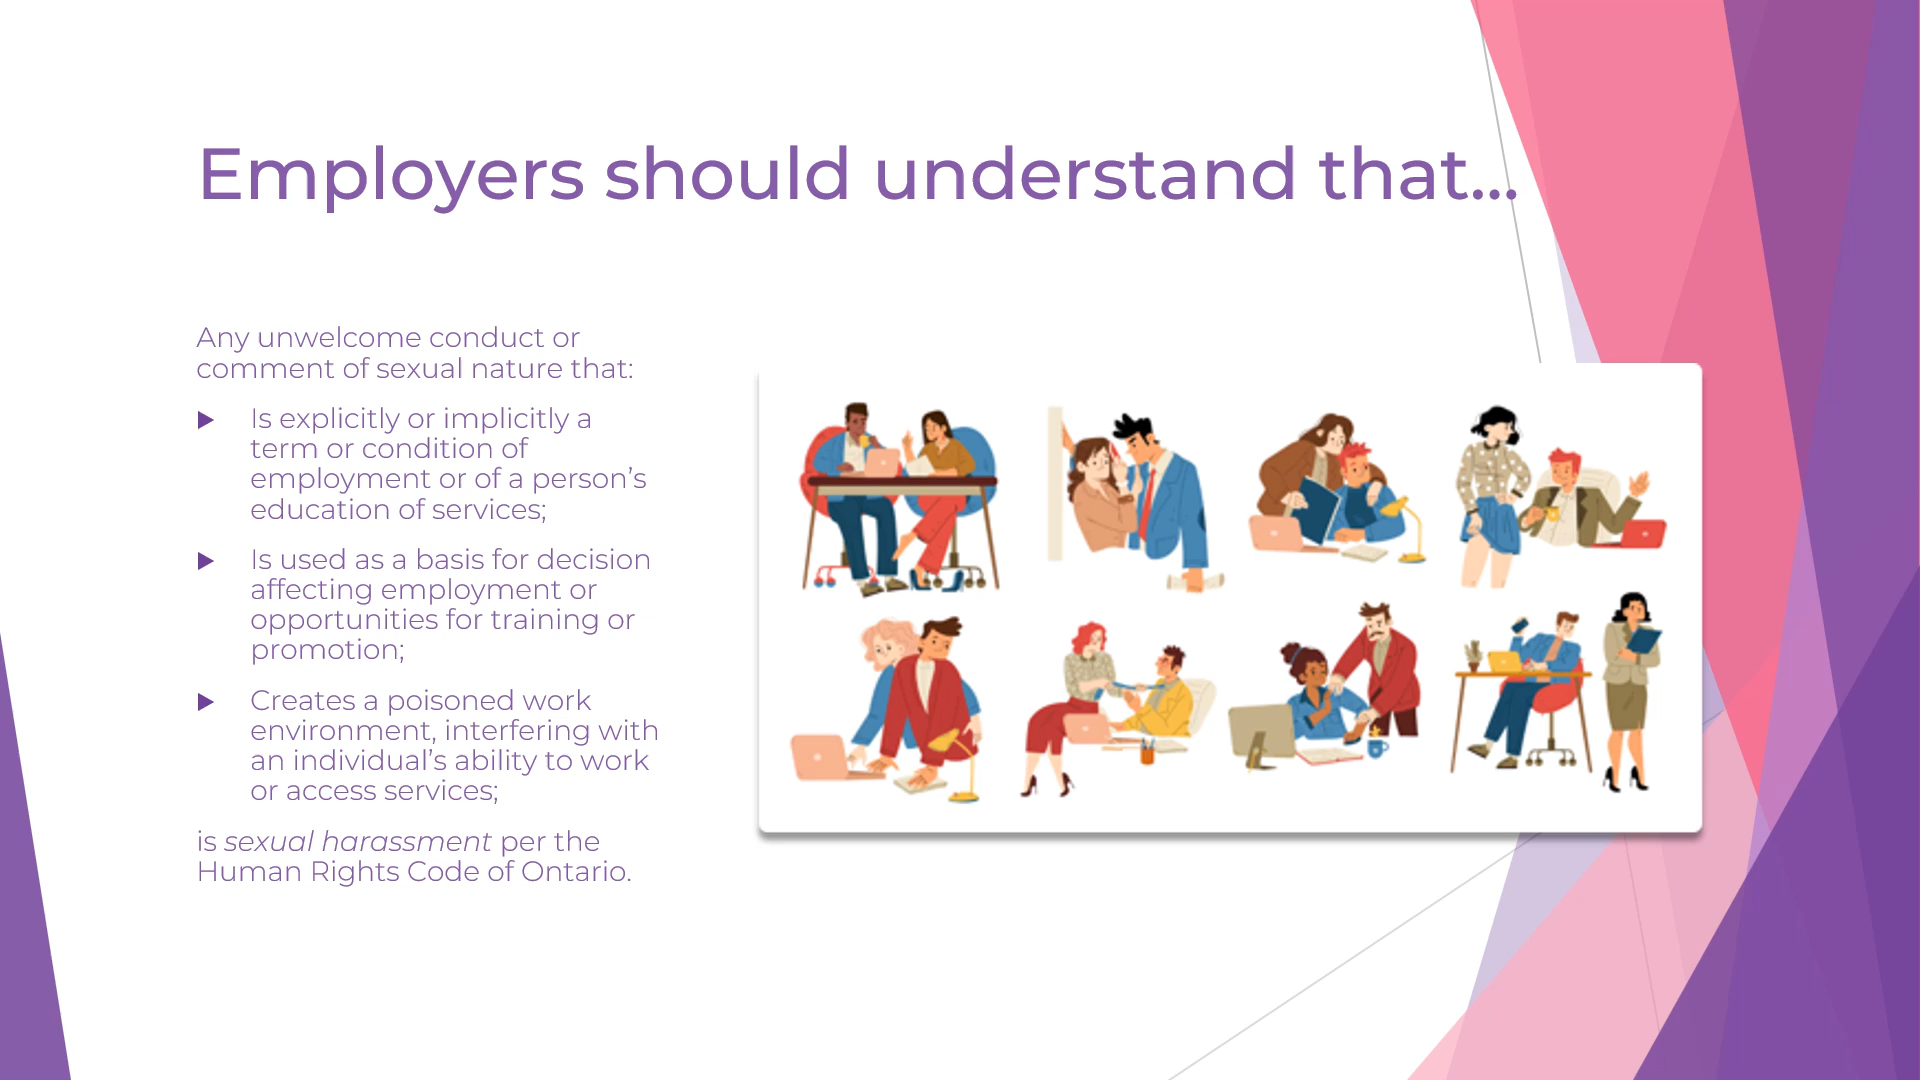 Employers should understand that...
Any unwelcome conduct or
comment of sexual nature that:
Is explicitly or implicitly a
term or condition of
employment or of a person’s
education of services;
Is used as a basis for decision
affecting employment or
opportunities for training or
promotion;
Creates a poisoned work
environment, interfering with
an individual’s ability to work
or access services;
is sexual harassment per the
Human Rights Code of Ontario.